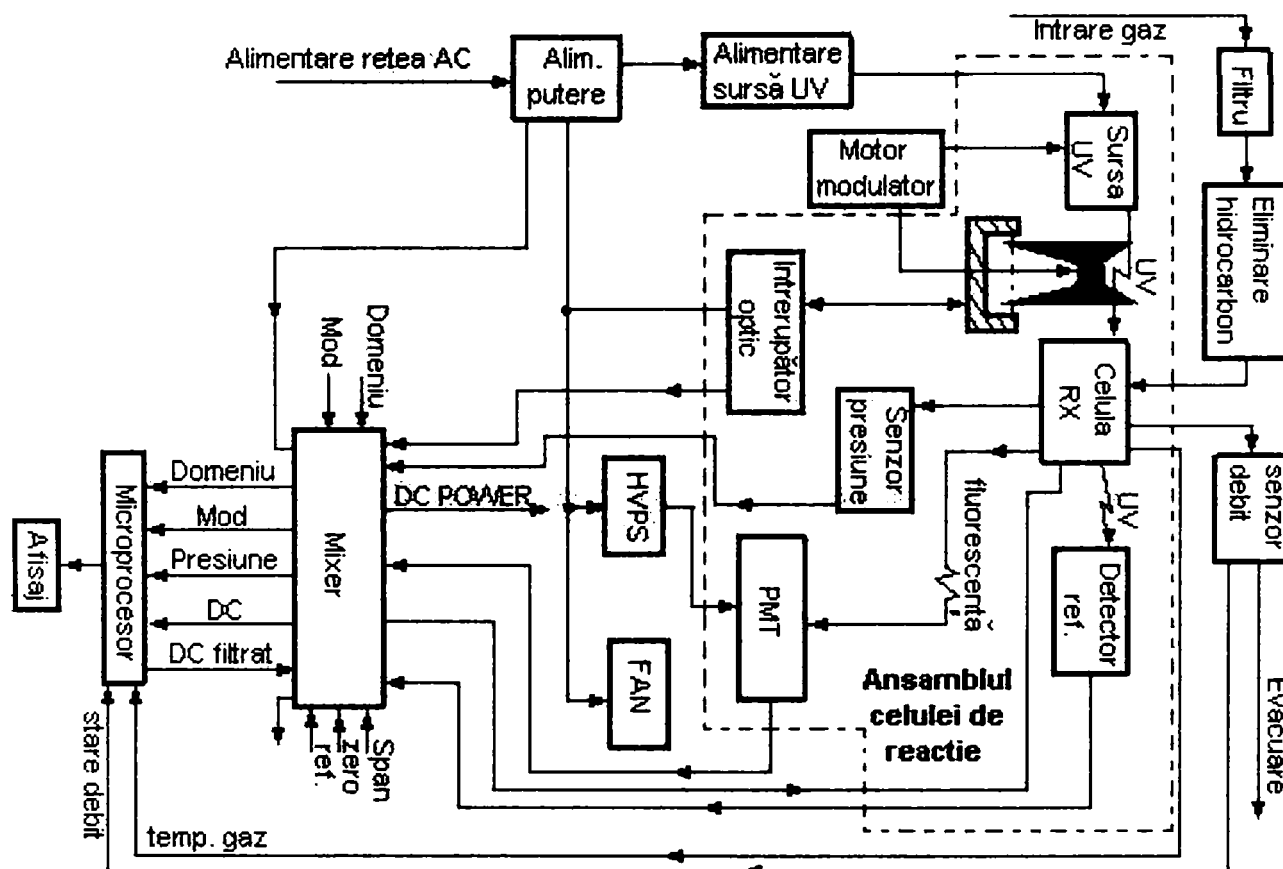 Intrare gaz
Alimentare retea AC
Alim.
putere
Alimentare
sursă UV
Filtru
Sursa
UV
Motor
modulator
Eliminare
hidrocarbon
UV
Intrerupător
optic
Celula
RX
Senzor
presiune
senzor
debit
Domeniu
Mod
Microprocesor
Afisaj
Domeniu
Mod
Presiune
DC
DC filtrat
Mixer
DC POWER
HVPS
FAN
PMT
fluorescentă
UV
Detector
ref.
Ansamblul
celulei de
reactie
Evacuare
Span
zero
ref.
stare debit
temp. gaz